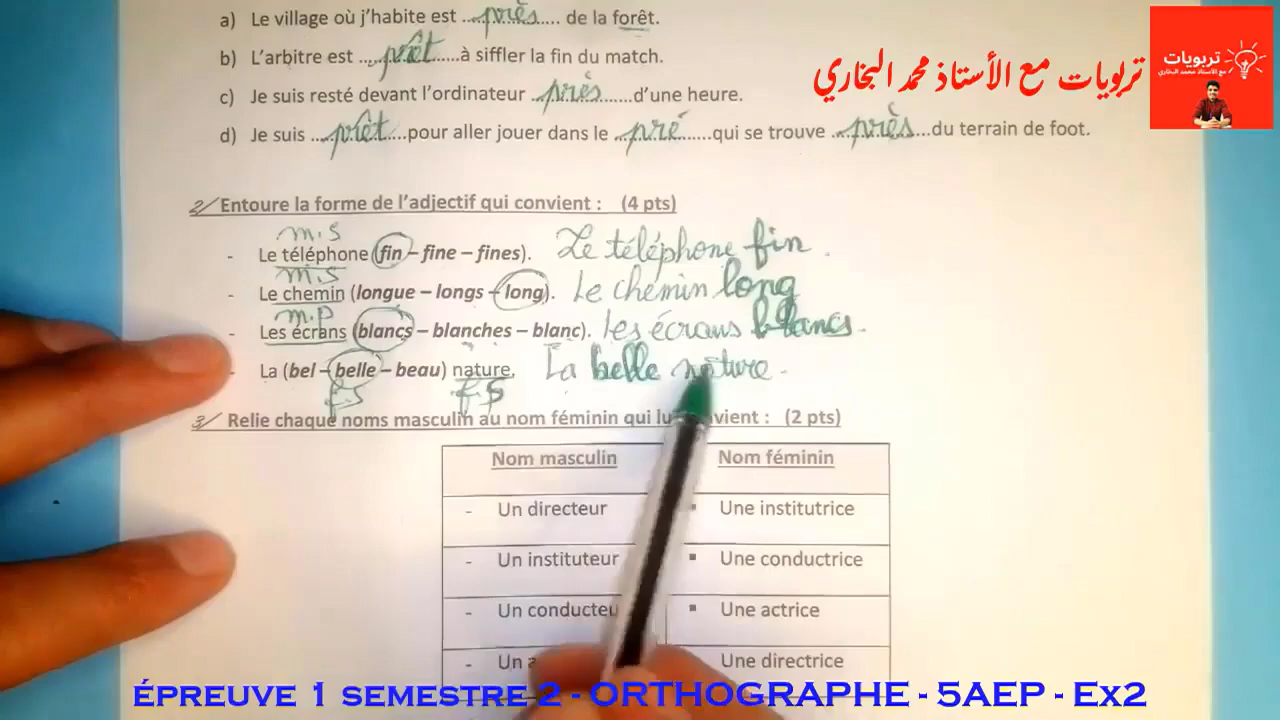 a) Le village où j'habite est ...près... de la forêt.
b) L'arbitre est ...prêt...à siffler la fin du match.
c) Je suis resté devant l'ordinateur ...près...d'une heure.
d) Je suis ...prêt...pour aller jouer dans le ...pré...qui se trouve ...près...du terrain de foot.
تربويات مع الأستاذ محمد البخاري
تربويات
مع الأستاذ محمد البخاري
2/ Entoure la forme de l'adjectif qui convient : (4 pts)
m.s
- Le téléphone (fin – fine – fines). Le téléphone fin.
m.s
- Le chemin (longue – longs – long). Le chemin long
m.p
- Les écrans (blancs – blanches – blanc). Les écrans blancs.
- La (bel – belle – beau) nature. La belle nature.
f.s f.s
3/ Relie chaque noms masculin au nom féminin qui : (2 pts)
Nom masculin Nom féminin
- Un directeur ▪ Une institutrice
- Un instituteur ▪ Une conductrice
- Un ▪ Une actrice
- Un Une directrice
épreuve 1 semestre 2 - ORTHOGRAPHE - 5AEP - Ex2